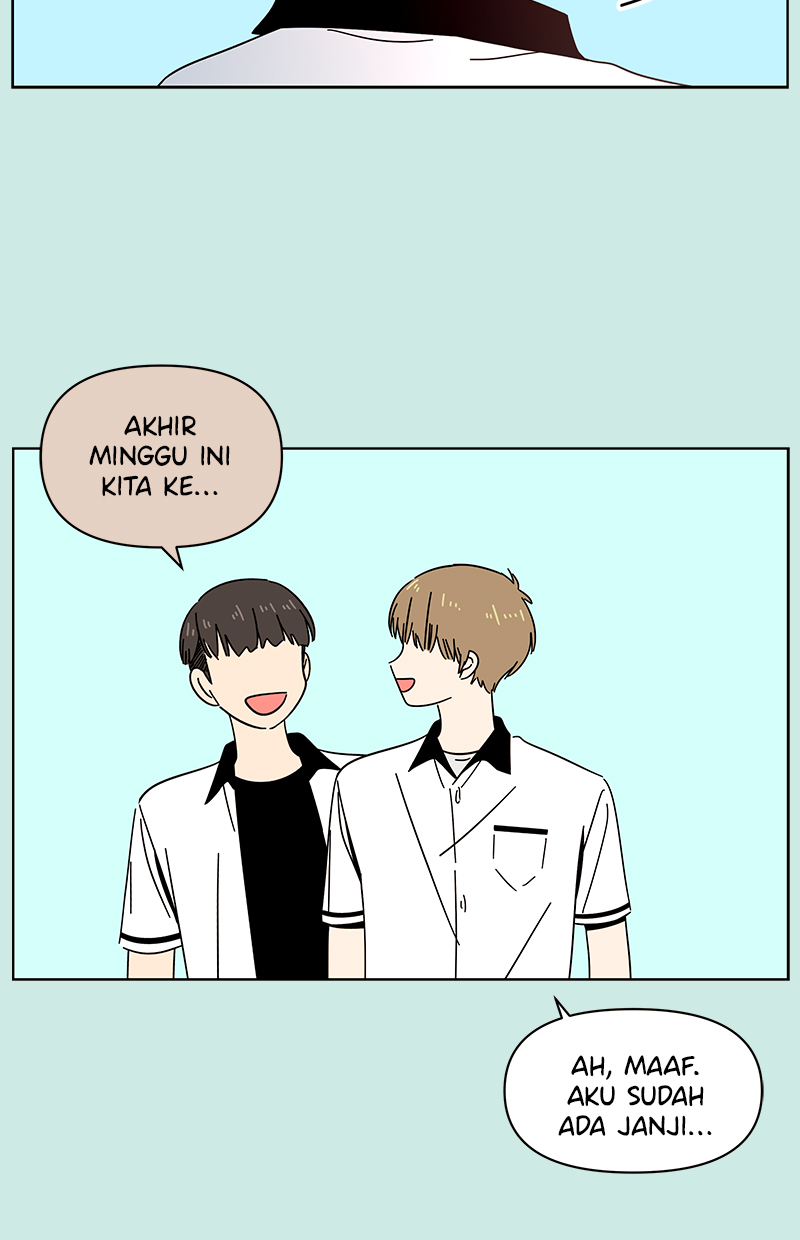 AKHIR
MINGGU INI
KITA KE...
AH, MAAF.
AKU SUDAH
ADA JANJI...